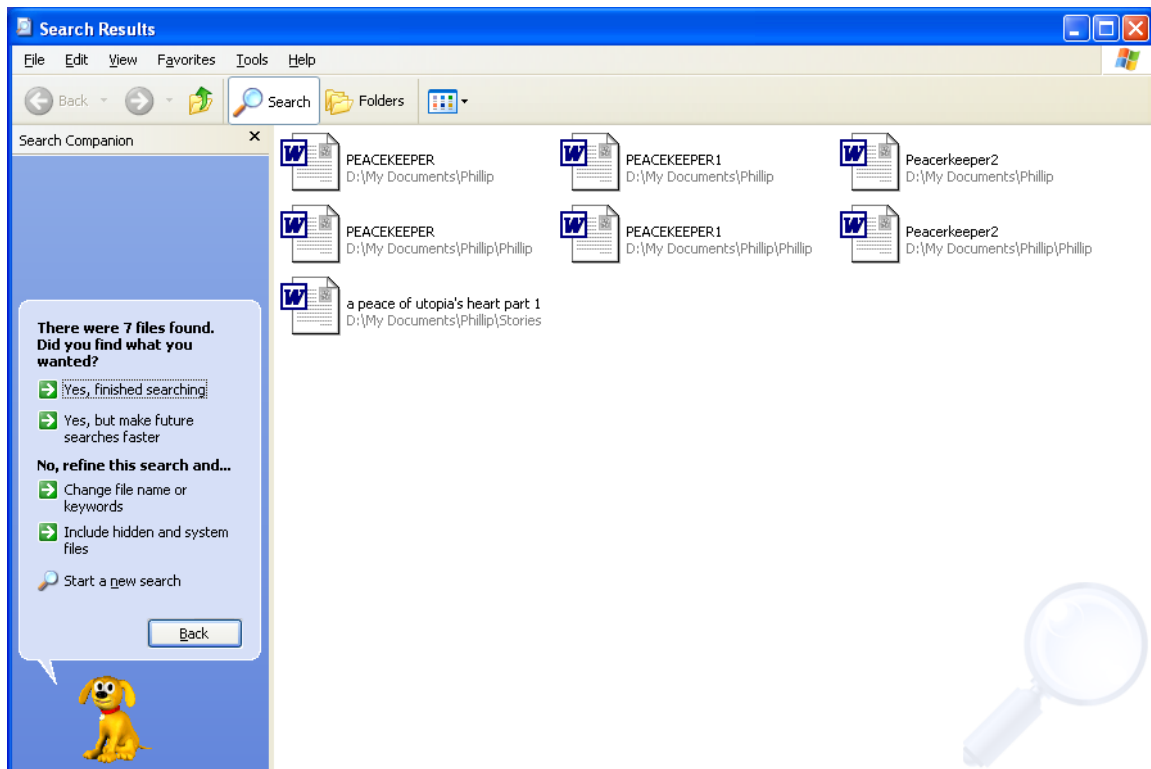 Search Results
File Edit View Favorites Tools Help
Back Search Folders
Search Companion
There were 7 files found.
Did you find what you
wanted?
Yes, finished searching
Yes, but make future
searches faster
No, refine this search and...
Change file name or
keywords
Include hidden and system
files
Start a new search
Back
PEACEKEEPER
D:\My Documents\Phillip
PEACEKEEPER1
D:\My Documents\Phillip
Peacerkeeper2
D:\My Documents\Phillip
PEACEKEEPER
D:\My Documents\Phillip\Phillip
PEACEKEEPER1
D:\My Documents\Phillip\Phillip
Peacerkeeper2
D:\My Documents\Phillip\Phillip
a peace of utopia's heart part 1
D:\My Documents\Phillip\Stories